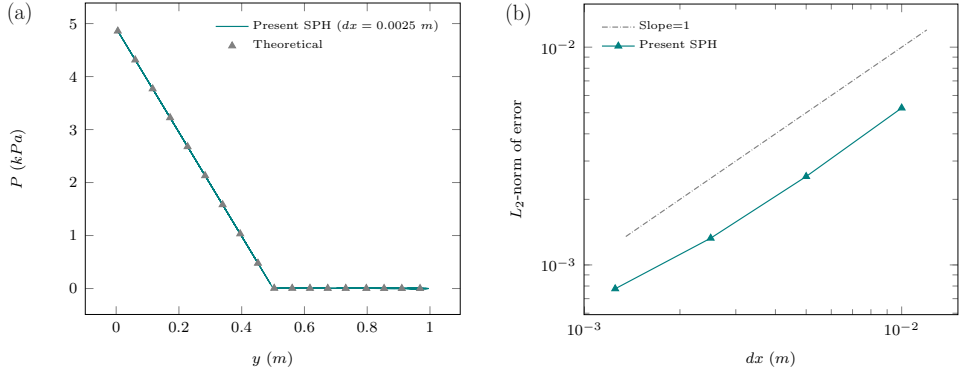 (a)
Present SPH (dx = 0.0025 m)
Theoretical
5
4
3
2
1
0
P (kPa)
0
0.2
0.4
0.6
0.8
1
y (m)
(b)
Slope=1
Present SPH
10⁻²
10⁻³
L₂-norm of error
10⁻³
10⁻²
dx (m)